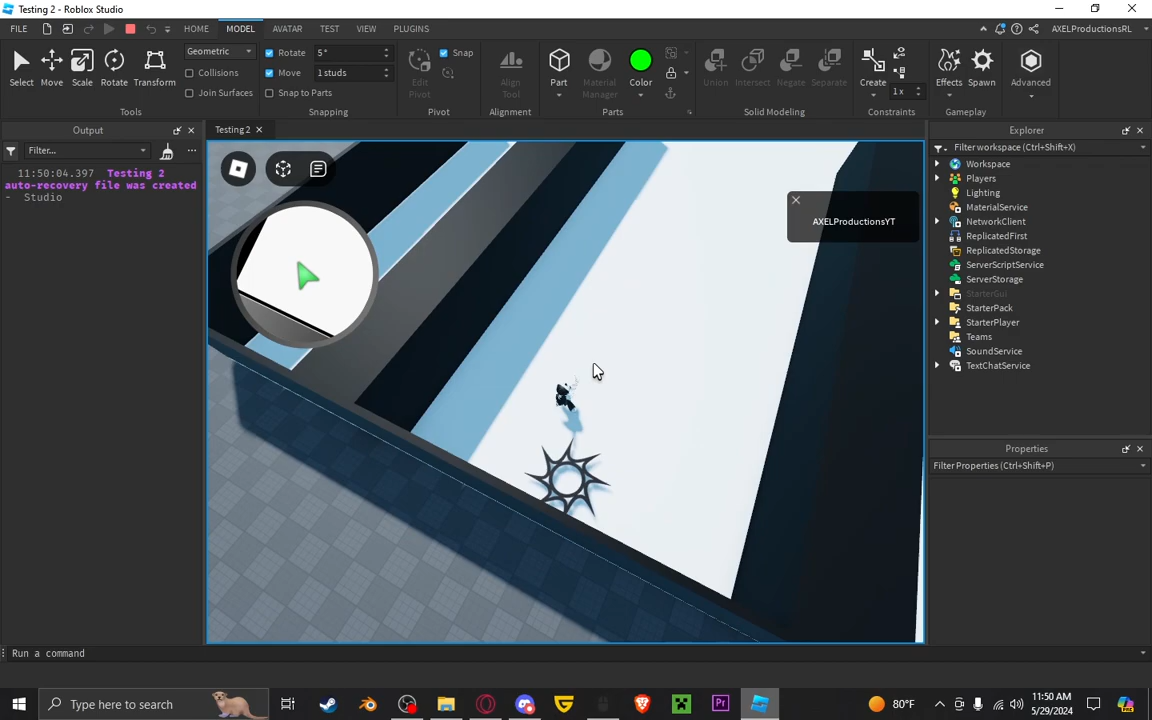 Testing 2 - Roblox Studio
FILE HOME MODEL AVATAR TEST VIEW PLUGINS AXELProductionsRL
Select Move Scale Rotate Transform
Geometric
Collisions
Join Surfaces
Tools
Rotate 5°
Move 1 studs
Snap to Parts
Snapping
Edit Pivot
Snap
Pivot
Align Tool
Alignment
Part
Material Manager
Color
Parts
Union Intersect Negate Separate
Solid Modeling
Create
1x
Constraints
Effects Spawn
Gameplay
Advanced
Output
Filter...
11:50:04.397 Testing 2
auto-recovery file was created
- Studio
Testing 2
AXELProductionsYT
Explorer
Filter workspace (Ctrl+Shift+X)
Workspace
Players
Lighting
MaterialService
NetworkClient
ReplicatedFirst
ReplicatedStorage
ServerScriptService
ServerStorage
StarterGui
StarterPack
StarterPlayer
Teams
SoundService
TextChatService
Properties
Filter Properties (Ctrl+Shift+P)
Run a command
Type here to search
Pr
80°F
11:50 AM
5/29/2024